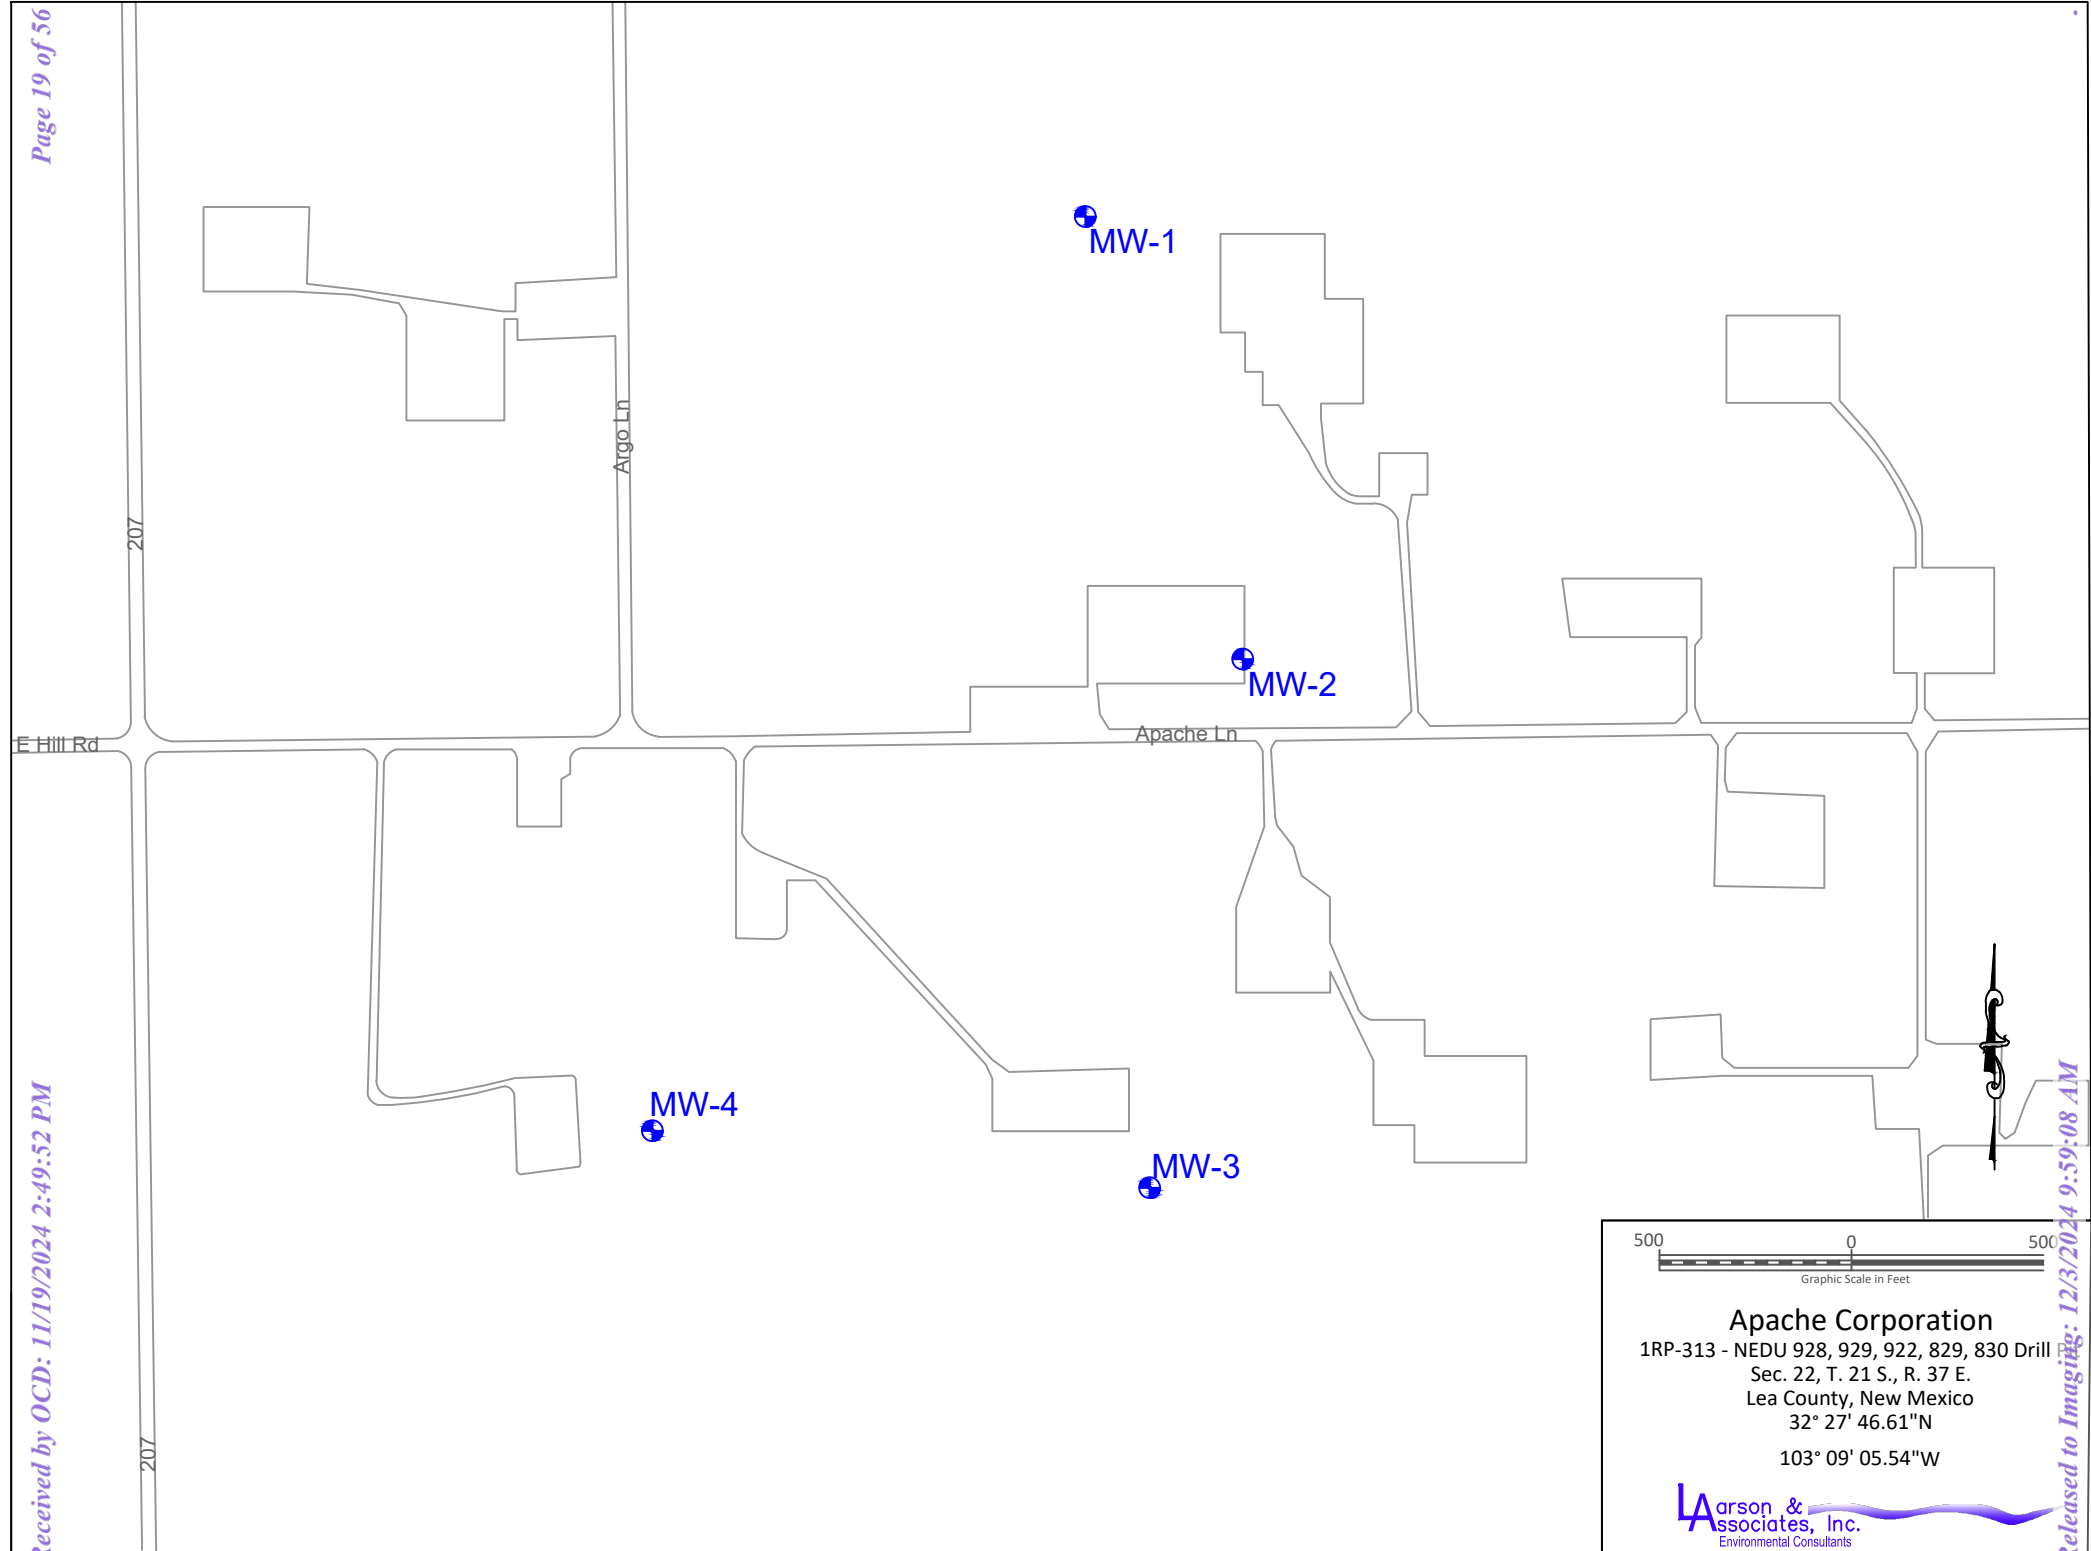 Page 19 of 56
MW-1
Argo Ln
207
MW-2
E Hill Rd
Apache Ln
MW-4
MW-3
207
Received by OCD: 11/19/2024 2:49:52 PM
Released to Imaging: 12/3/2024 9:59:08 AM
500 0 500
Graphic Scale in Feet
Apache Corporation
1RP-313 - NEDU 928, 929, 922, 829, 830 Drill
Sec. 22, T. 21 S., R. 37 E.
Lea County, New Mexico
32° 27' 46.61"N
103° 09' 05.54"W
Larson &
Associates, Inc.
Environmental Consultants